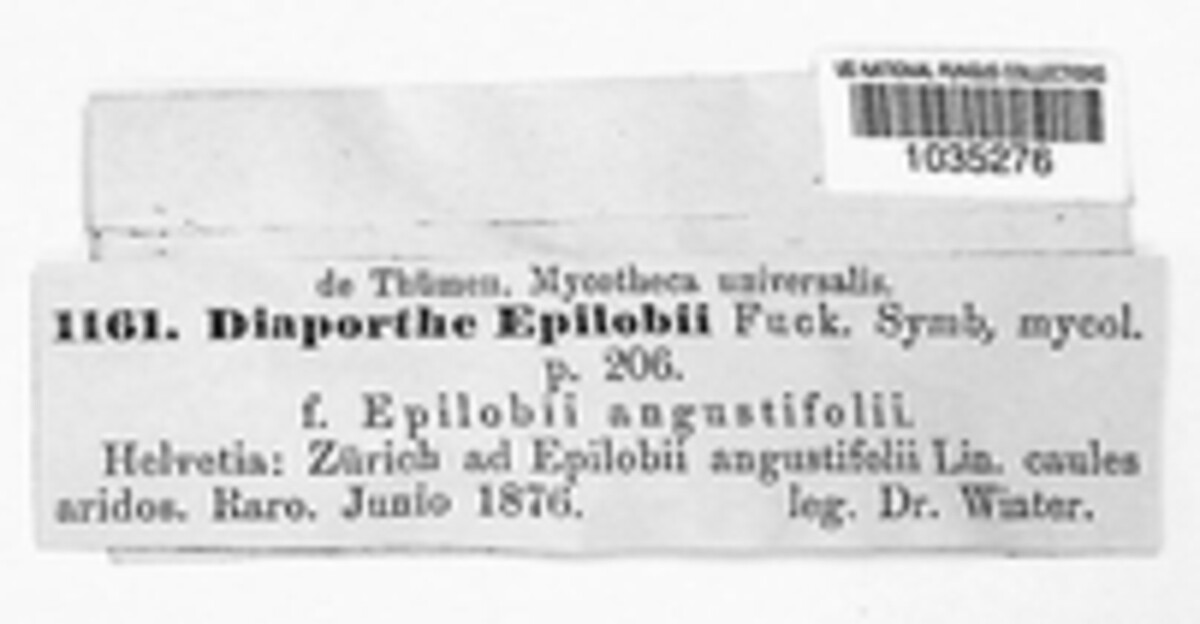 US NATIONAL FUNGUS COLLECTIONS
1035276
de Thümen, Mycotheca universalis.
1161. Diaporthe Epilobii Fuck. Symb, mycol.
p. 206.
f. Epilobii angustifolii.
Helvetia: Zürich ad Epilobii angustifolii Lin. caules
aridos. Raro. Junio 1876. leg. Dr. Winter.